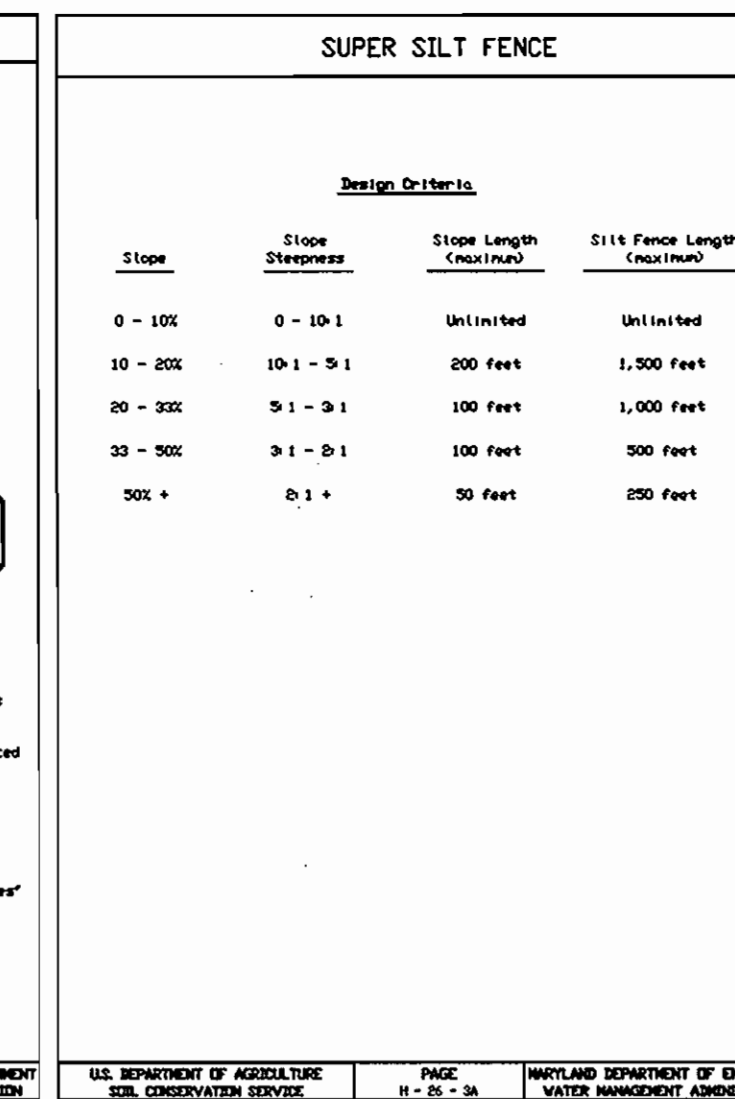 SUPER SILT FENCE
Design Criteria
Slope Slope Steepness Slope Length (maximum) Silt Fence Length (maximum)
0 - 10% 0 - 10:1 Unlimited Unlimited
10 - 20% 10:1 - 5:1 200 feet 1,500 feet
20 - 33% 5:1 - 3:1 100 feet 1,000 feet
33 - 50% 3:1 - 2:1 100 feet 500 feet
50% + 2:1 + 50 feet 250 feet
U.S. DEPARTMENT OF AGRICULTURE
SOIL CONSERVATION SERVICE
PAGE
H - 26 - 3A
MARYLAND DEPARTMENT OF
WATER MANAGEMENT